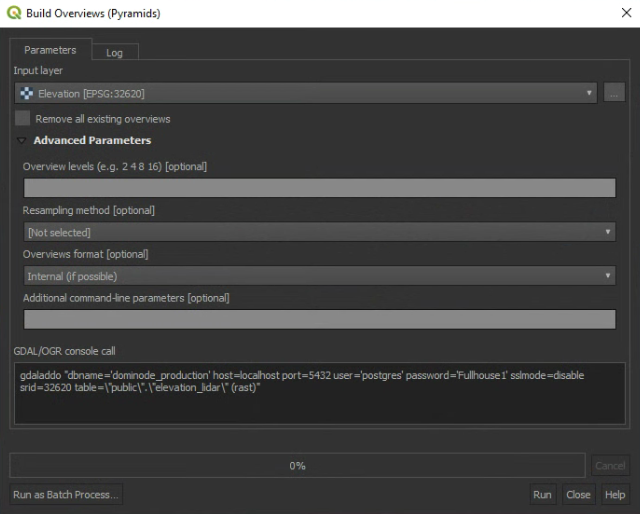 Build Overviews (Pyramids)
Parameters
Log
Input layer
Elevation [EPSG:32620]
...
Remove all existing overviews
Advanced Parameters
Overview levels (e.g. 2 4 8 16) [optional]
Resampling method [optional]
[Not selected]
Overviews format [optional]
Internal (if possible)
Additional command-line parameters [optional]
GDAL/OGR console call
gdaladdo "dbname='dominode_production' host=localhost port=5432 user='postgres' password='Fullhouse1' sslmode=disable
srid=32620 table=\"public\".\"elevation_lidar\" (rast)"
0%
Cancel
Run as Batch Process...
Run
Close
Help